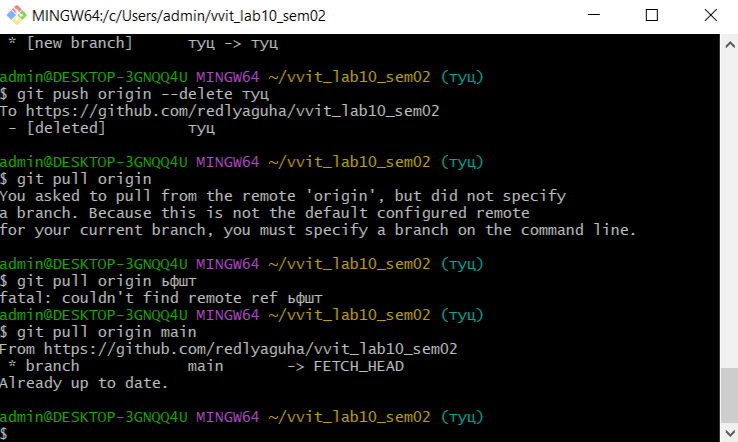 MINGW64:/c/Users/admin/vvit_lab10_sem02
 * [new branch]      туц -> туц
admin@DESKTOP-3GNQQ4U MINGW64 ~/vvit_lab10_sem02 (туц)
$ git push origin --delete туц
To https://github.com/redlyaguha/vvit_lab10_sem02
 - [deleted]         туц
admin@DESKTOP-3GNQQ4U MINGW64 ~/vvit_lab10_sem02 (туц)
$ git pull origin
You asked to pull from the remote 'origin', but did not specify
a branch. Because this is not the default configured remote
for your current branch, you must specify a branch on the command line.
admin@DESKTOP-3GNQQ4U MINGW64 ~/vvit_lab10_sem02 (туц)
$ git pull origin ьфшт
fatal: couldn't find remote ref ьфшт
admin@DESKTOP-3GNQQ4U MINGW64 ~/vvit_lab10_sem02 (туц)
$ git pull origin main
From https://github.com/redlyaguha/vvit_lab10_sem02
 * branch            main       -> FETCH_HEAD
Already up to date.
admin@DESKTOP-3GNQQ4U MINGW64 ~/vvit_lab10_sem02 (туц)
$